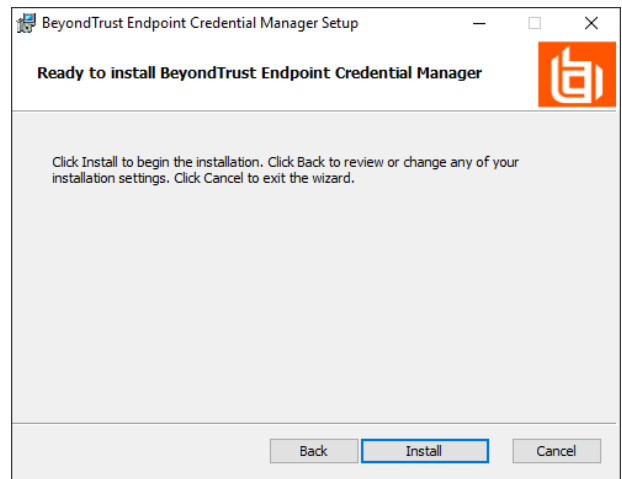 BeyondTrust Endpoint Credential Manager Setup
Ready to install BeyondTrust Endpoint Credential Manager
Click Install to begin the installation. Click Back to review or change any of your
installation settings. Click Cancel to exit the wizard.
Back Install Cancel